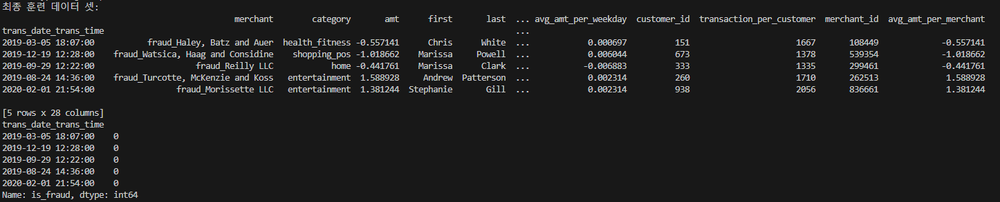 최종 훈련 데이터 셋:
merchant category amt first last ... avg_amt_per_weekday customer_id transaction_per_customer merchant_id avg_amt_per_merchant
trans_date_trans_time ...
2019-03-05 18:07:00 fraud_Haley, Batz and Auer health_fitness -0.557141 Chris White ... 0.000697 151 1667 108449 -0.557141
2019-12-19 12:28:00 fraud_Watsica, Haag and Considine shopping_pos -1.018662 Marissa Powell ... 0.006044 673 1378 539354 -1.018662
2019-09-29 12:22:00 fraud_Reilly LLC home -0.441761 Marissa Clark ... -0.006883 333 1335 299461 -0.441761
2019-08-24 14:36:00 fraud_Turcotte, McKenzie and Koss entertainment 1.588928 Andrew Patterson ... 0.002314 260 1710 262513 1.588928
2020-02-01 21:54:00 fraud_Morissette LLC entertainment 1.381244 Stephanie Gill ... 0.002314 938 2056 836661 1.381244
[5 rows x 28 columns]
trans_date_trans_time
2019-03-05 18:07:00 0
2019-12-19 12:28:00 0
2019-09-29 12:22:00 0
2019-08-24 14:36:00 0
2020-02-01 21:54:00 0
Name: is_fraud, dtype: int64